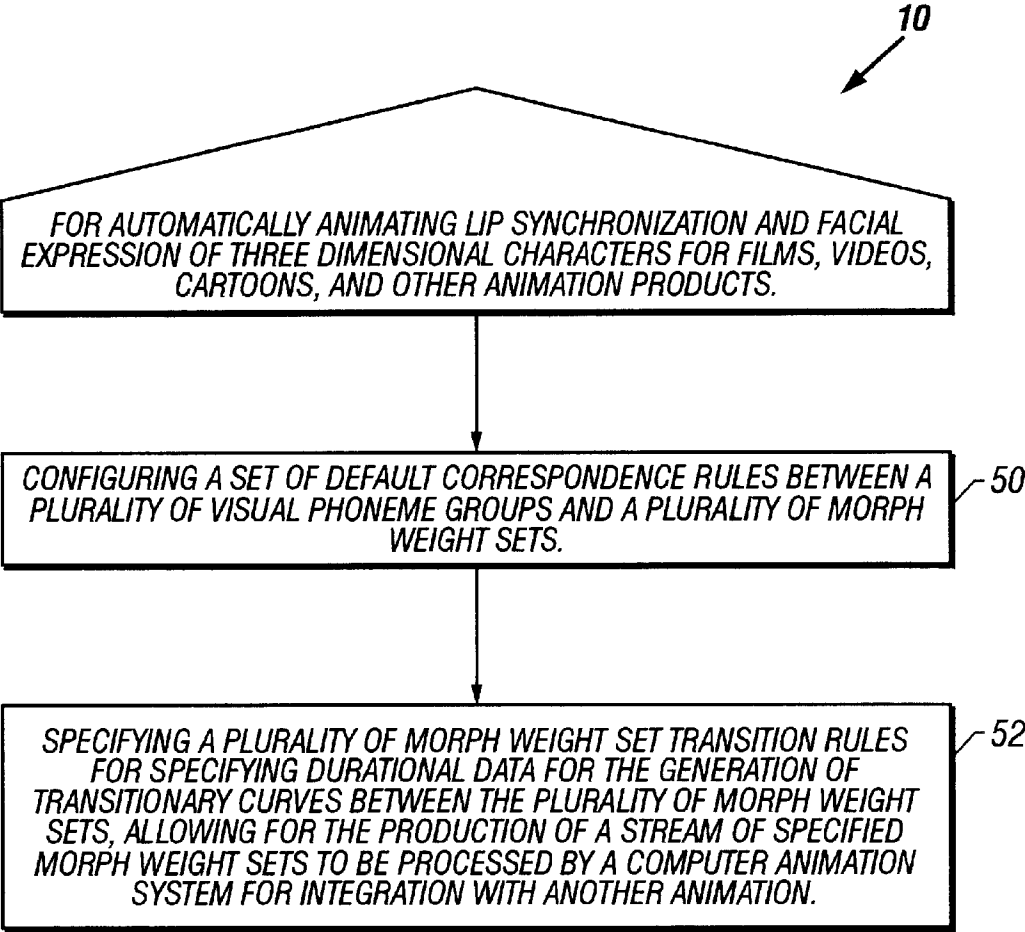 10
FOR AUTOMATICALLY ANIMATING LIP SYNCHRONIZATION AND FACIAL
EXPRESSION OF THREE DIMENSIONAL CHARACTERS FOR FILMS, VIDEOS,
CARTOONS, AND OTHER ANIMATION PRODUCTS.
CONFIGURING A SET OF DEFAULT CORRESPONDENCE RULES BETWEEN A
PLURALITY OF VISUAL PHONEME GROUPS AND A PLURALITY OF MORPH
WEIGHT SETS.
50
SPECIFYING A PLURALITY OF MORPH WEIGHT SET TRANSITION RULES
FOR SPECIFYING DURATIONAL DATA FOR THE GENERATION OF
TRANSITIONARY CURVES BETWEEN THE PLURALITY OF MORPH WEIGHT
SETS, ALLOWING FOR THE PRODUCTION OF A STREAM OF SPECIFIED
MORPH WEIGHT SETS TO BE PROCESSED BY A COMPUTER ANIMATION
SYSTEM FOR INTEGRATION WITH ANOTHER ANIMATION.
52